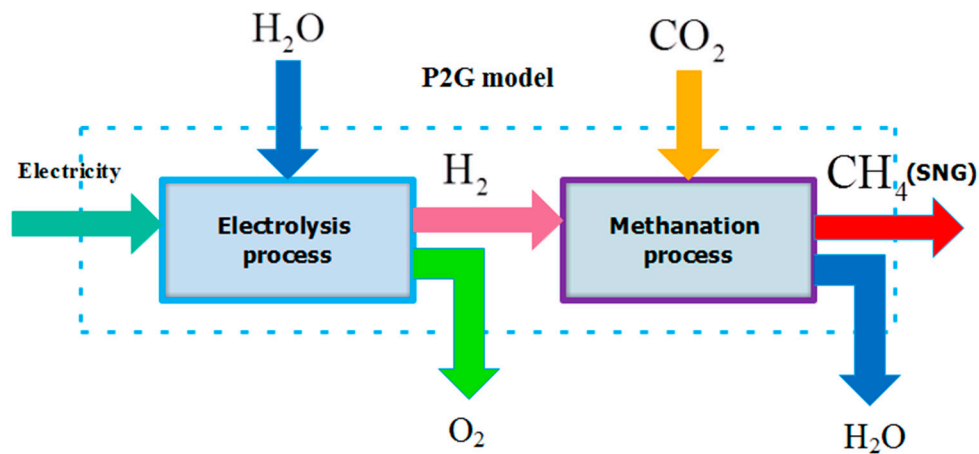 H₂O
CO₂
P2G model
Electricity
H₂
CH₄(SNG)
Electrolysis
process
Methanation
process
O₂
H₂O